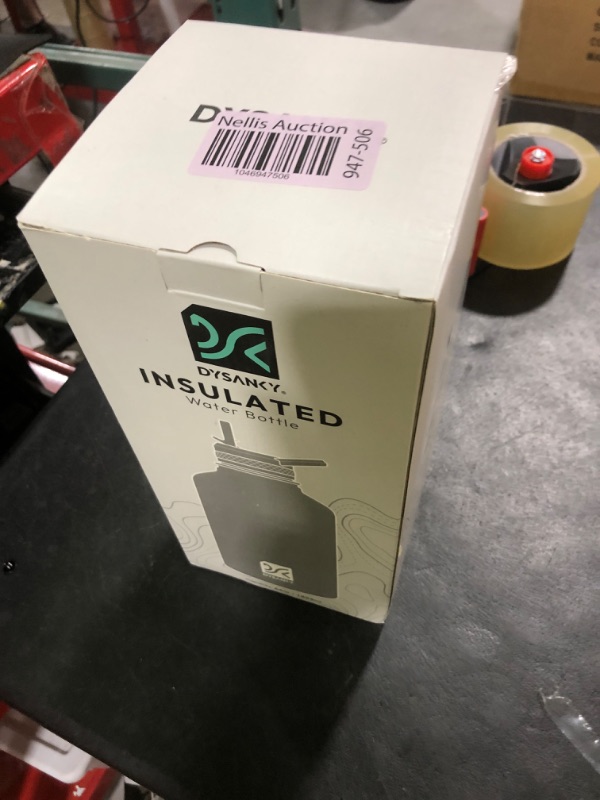 Nellis Auction
1046947506
947-506
DYSANKY®
INSULATED
Water Bottle